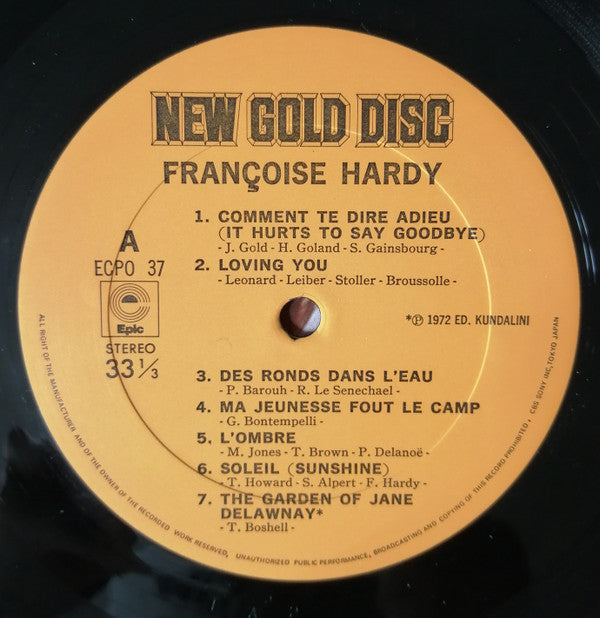 NEW GOLD DISC
FRANÇOISE HARDY
A
ECPO 37
Epic
STEREO
33 1/3
1. COMMENT TE DIRE ADIEU
(IT HURTS TO SAY GOODBYE)
- J. Gold - H. Goland - S. Gainsbourg -
2. LOVING YOU
- Leonard - Leiber - Stoller - Broussolle -
*Ⓟ 1972 ED. KUNDALINI
3. DES RONDS DANS L'EAU
- P. Barouh - R. Le Senechael -
4. MA JEUNESSE FOUT LE CAMP
- G. Bontempelli -
5. L'OMBRE
- M. Jones - T. Brown - P. Delanoë -
6. SOLEIL (SUNSHINE)
- T. Howard - S. Alpert - F. Hardy -
7. THE GARDEN OF JANE
DELAWNAY*
- T. Boshell -
ALL RIGHT OF THE MANUFACTURER AND OF THE OWNER OF THE RECORDED WORK RESERVED, UNAUTHORIZED PUBLIC PERFORMANCE, BROADCASTING AND COPYING OF THIS RECORD PROHIBITED, CBS SONY INC, TOKYO JAPAN